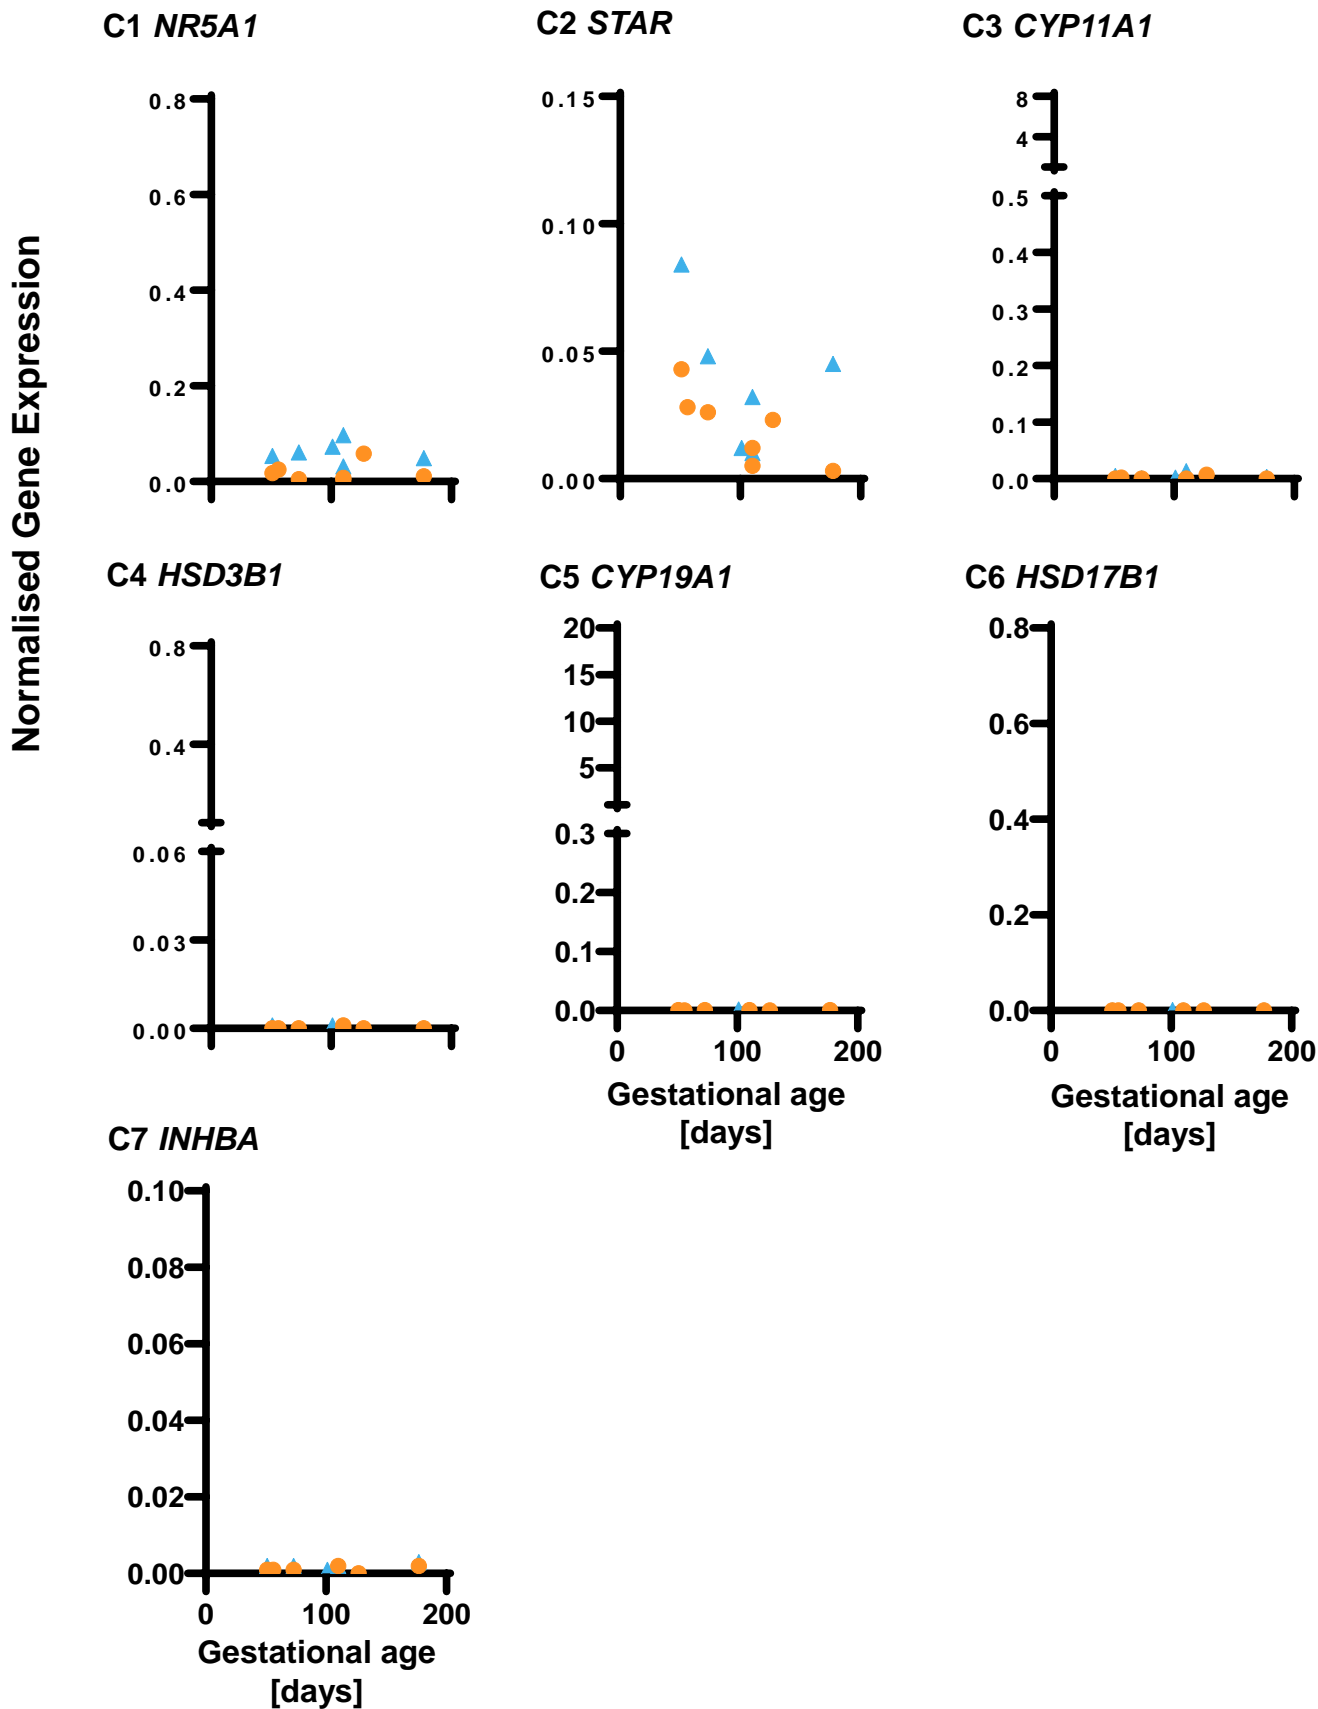 C1 NR5A1
C2 STAR
C3 CYP11A1
Normalised Gene Expression
0.8
0.6
0.4
0.2
0.0
0.15
0.10
0.05
0.00
8
4
0.5
0.4
0.3
0.2
0.1
0.0
C4 HSD3B1
C5 CYP19A1
C6 HSD17B1
0.8
0.4
0.06
0.03
0.00
20
15
10
5
0.3
0.2
0.1
0.0
0 100 200
Gestational age
[days]
0.8
0.6
0.4
0.2
0.0
0 100 200
Gestational age
[days]
C7 INHBA
0.10
0.08
0.06
0.04
0.02
0.00
0 100 200
Gestational age
[days]